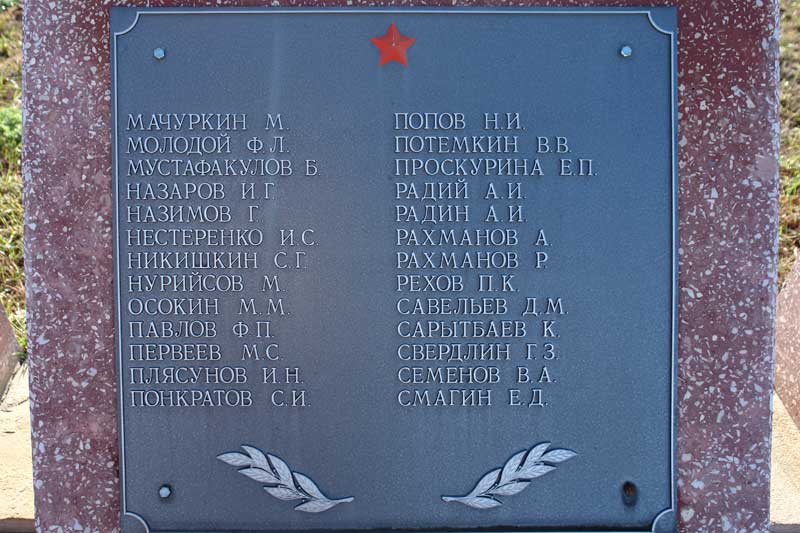 МАЧУРКИН М.
МОЛОДОЙ Ф.Л.
МУСТАФАКУЛОВ Б.
НАЗАРОВ И.Г.
НАЗИМОВ Г.
НЕСТЕРЕНКО И.С.
НИКИШКИН С.Г.
НУРИЙСОВ М.
ОСОКИН М.М.
ПАВЛОВ Ф.П.
ПЕРВЕЕВ М.С.
ПЛЯСУНОВ И.Н.
ПОНКРАТОВ С.И.
ПОПОВ Н.И.
ПОТЕМКИН В.В.
ПРОСКУРИНА Е.П.
РАДИЙ А.И.
РАДИН А.И.
РАХМАНОВ А.
РАХМАНОВ Р.
РЕХОВ П.К.
САВЕЛЬЕВ Д.М.
САРЫТБАЕВ К.
СВЕРДЛИН Г.З.
СЕМЕНОВ В.А.
СМАГИН Е.Д.